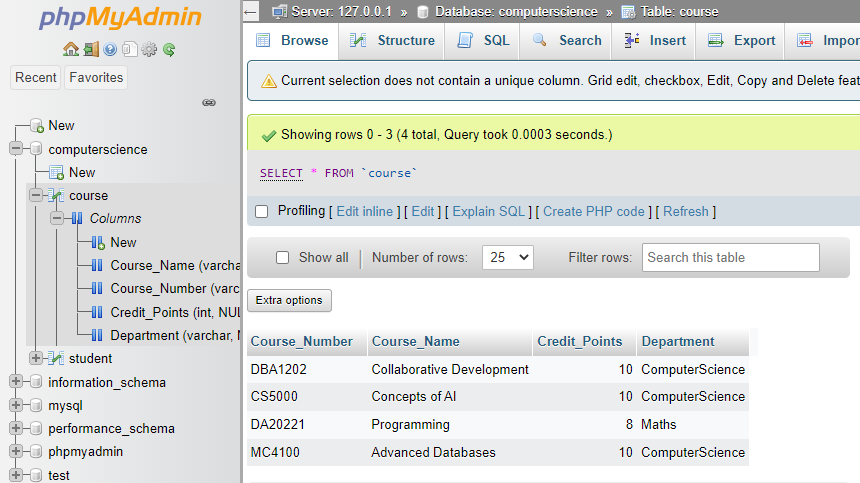 phpMyAdmin
Recent Favorites
New
computerscience
New
course
Columns
New
Course_Name (varcha
Course_Number (varc
Credit_Points (int, NUL
Department (varchar, N
student
information_schema
mysql
performance_schema
phpmyadmin
test
Server: 127.0.0.1 » Database: computerscience » Table: course
Browse Structure SQL Search Insert Export Impor
Current selection does not contain a unique column. Grid edit, checkbox, Edit, Copy and Delete feat
Showing rows 0 - 3 (4 total, Query took 0.0003 seconds.)
SELECT * FROM `course`
Profiling [ Edit inline ] [ Edit ] [ Explain SQL ] [ Create PHP code ] [ Refresh ]
Show all Number of rows: 25 Filter rows: Search this table
Extra options
Course_Number Course_Name Credit_Points Department
DBA1202 Collaborative Development 10 ComputerScience
CS5000 Concepts of AI 10 ComputerScience
DA20221 Programming 8 Maths
MC4100 Advanced Databases 10 ComputerScience